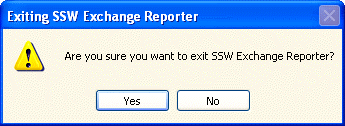 Exiting SSW Exchange Reporter
Are you sure you want to exit SSW Exchange Reporter?
Yes
No